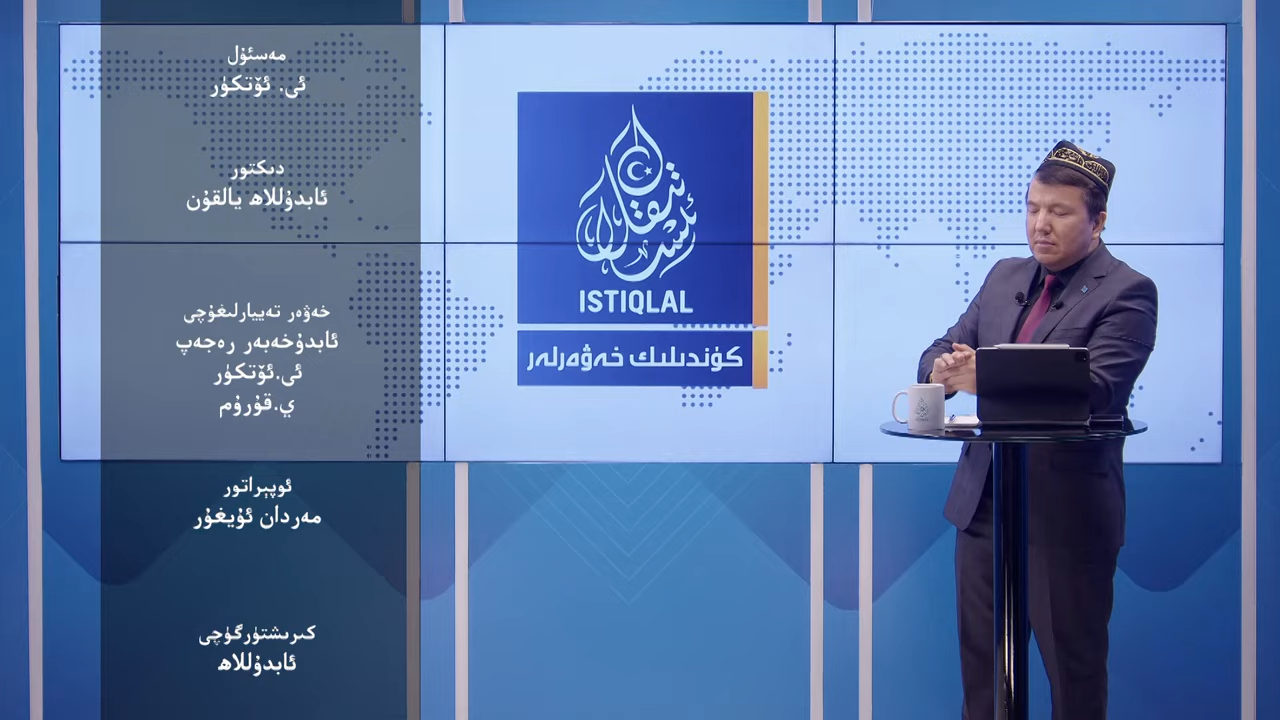 مەسئۇل
ئى. ئۆتكۈر
دىكتور
ئابدۇللاھ يالقۇن
خەۋەر تەييارلىغۇچى
ئابدۇخەبەر رەجەپ
ئى.ئۆتكۈر
ي.قۇرۇم
ئوپېراتور
مەردان ئۇيغۇر
كىرىشتۈرگۈچى
ئابدۇللاھ
ئىستىقلال
ISTIQLAL
كۈندىلىك خەۋەرلەر